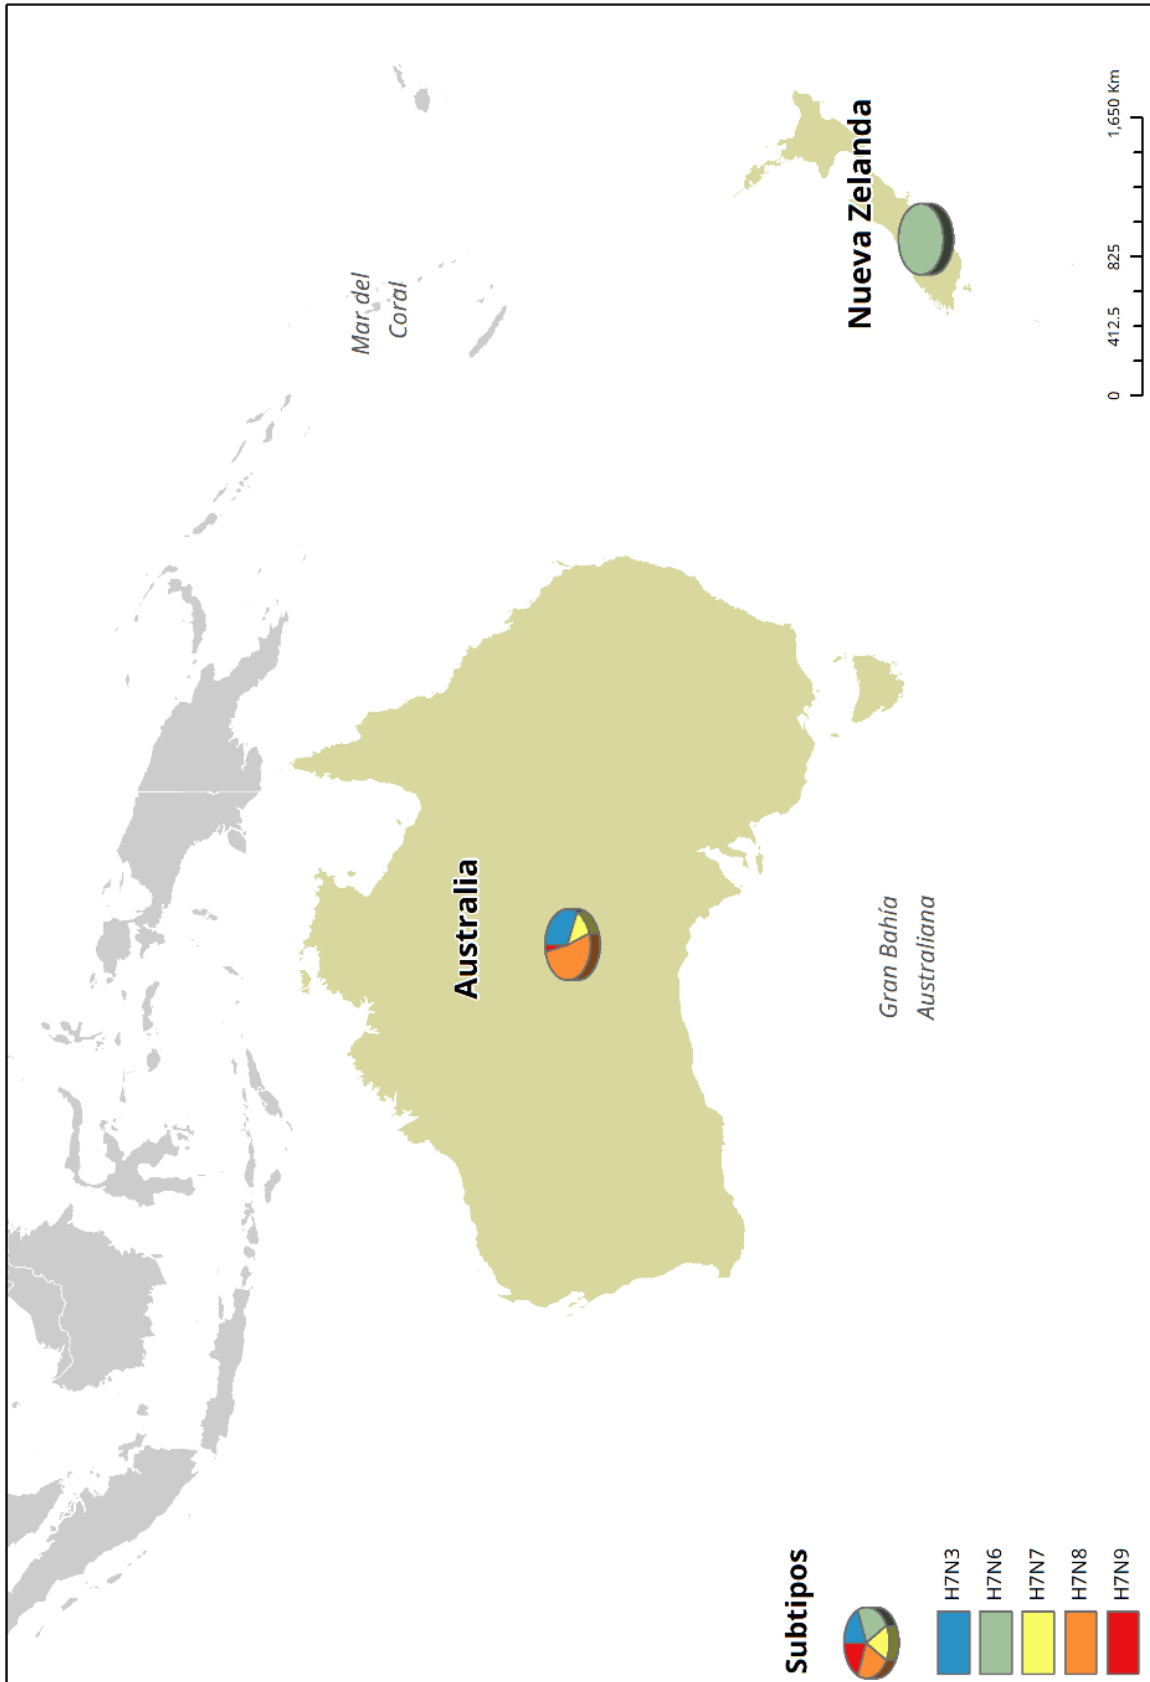 Mar del
Coral
Australia
Nueva Zelanda
Gran Bahía
Australiana
Subtipos
H7N3
H7N6
H7N7
H7N8
H7N9
0 412.5 825 1,650 Km